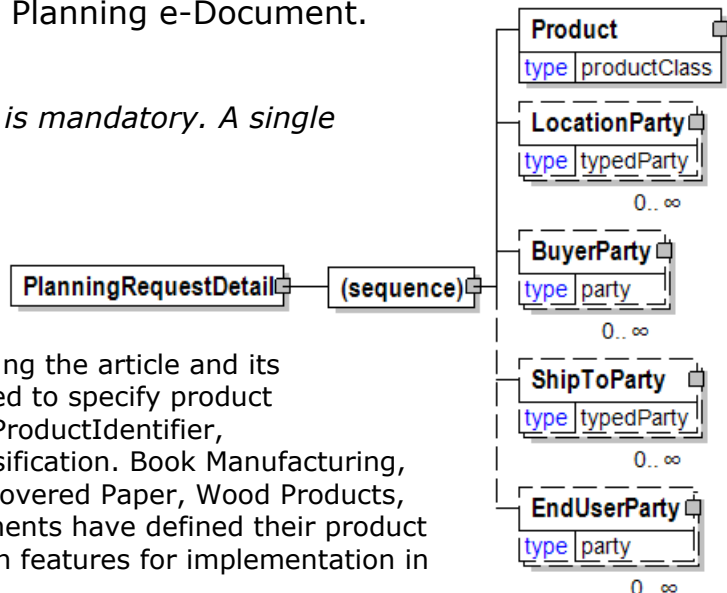 Planning e-Document.
is mandatory. A single
ing the article and its
ed to specify product
ProductIdentifier,
sification. Book Manufacturing,
overed Paper, Wood Products,
ents have defined their product
n features for implementation in
PlanningRequestDetail
(sequence)
Product
type productClass
LocationParty
type typedParty
0.. ∞
BuyerParty
type party
0.. ∞
ShipToParty
type typedParty
0.. ∞
EndUserParty
type party
0.. ∞